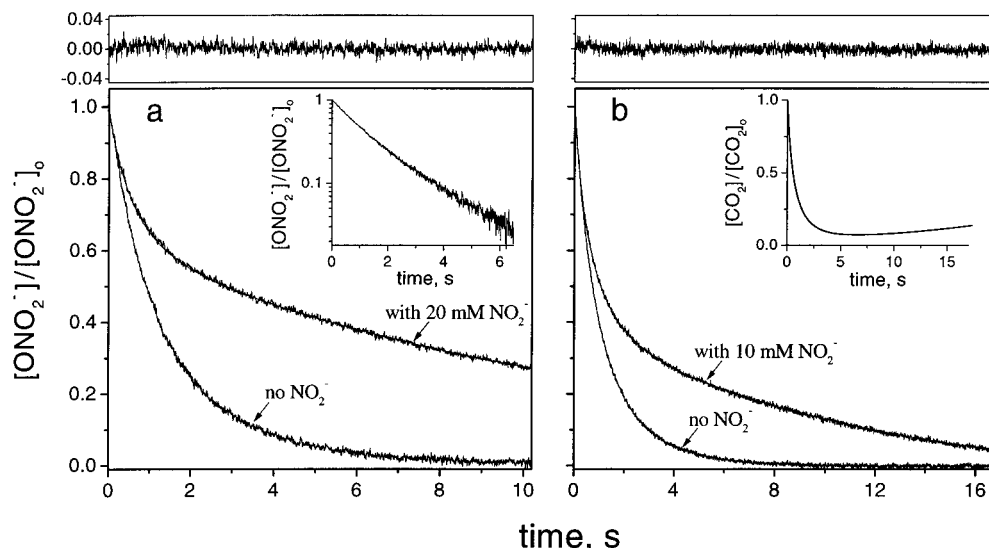 0.04
0.00
-0.04
[ONO₂⁻]/[ONO₂⁻]ₒ
1.0
0.8
0.6
0.4
0.2
0.0
a
[ONO₂⁻]/[ONO₂⁻]ₒ
1
0.1
0 2 4 6
time, s
with 20 mM NO₂⁻
no NO₂⁻
0 2 4 6 8 10
b
[CO₂]/[CO₂]ₒ
1.0
0.5
0.0
0 5 10 15
time, s
with 10 mM NO₂⁻
no NO₂⁻
0 4 8 12 16
time, s